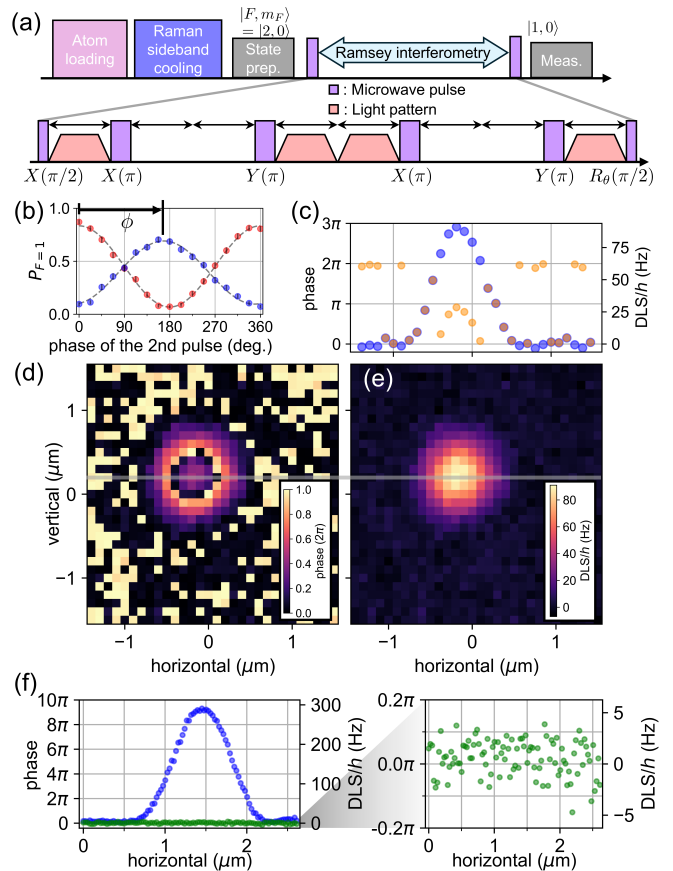 (a)
Atom
loading
Raman
sideband
cooling
|F, m_F⟩
= |2, 0⟩
State
prep.
Ramsey interferometry
|1, 0⟩
Meas.
: Microwave pulse
: Light pattern
X(π/2) X(π) Y(π) X(π) Y(π) R_θ(π/2)
(b)
ϕ
1.0
0.5
0.0
P_{F=1}
0 90 180 270 360
phase of the 2nd pulse (deg.)
(c)
3π
2π
π
0
phase
75
50
25
0
DLS/h (Hz)
(d)
1
0
−1
vertical (μm)
−1 0 1
horizontal (μm)
1.0
0.8
0.6
0.4
0.2
0.0
phase (2π)
(e)
−1 0 1
horizontal (μm)
80
60
40
20
0
DLS/h (Hz)
(f)
10π
8π
6π
4π
2π
0
phase
300
200
100
0
DLS/h (Hz)
0 1 2
horizontal (μm)
0.2π
0.0π
-0.2π
5
0
−5
DLS/h (Hz)
0 1 2
horizontal (μm)